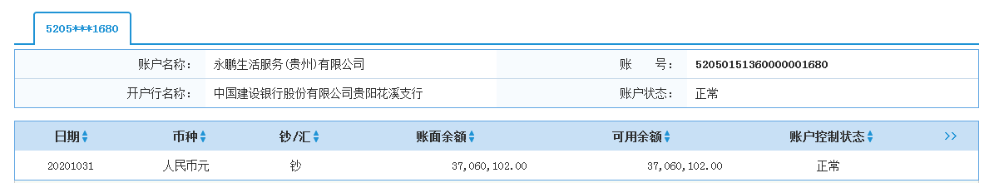 5205***1680
账户名称： 永鹏生活服务(贵州)有限公司 账 号： 52050151360000001680
开户行名称： 中国建设银行股份有限公司贵阳花溪支行 账户状态： 正常
日期 币种 钞/汇 账面余额 可用余额 账户控制状态 >>
20201031 人民币元 钞 37,060,102.00 37,060,102.00 正常